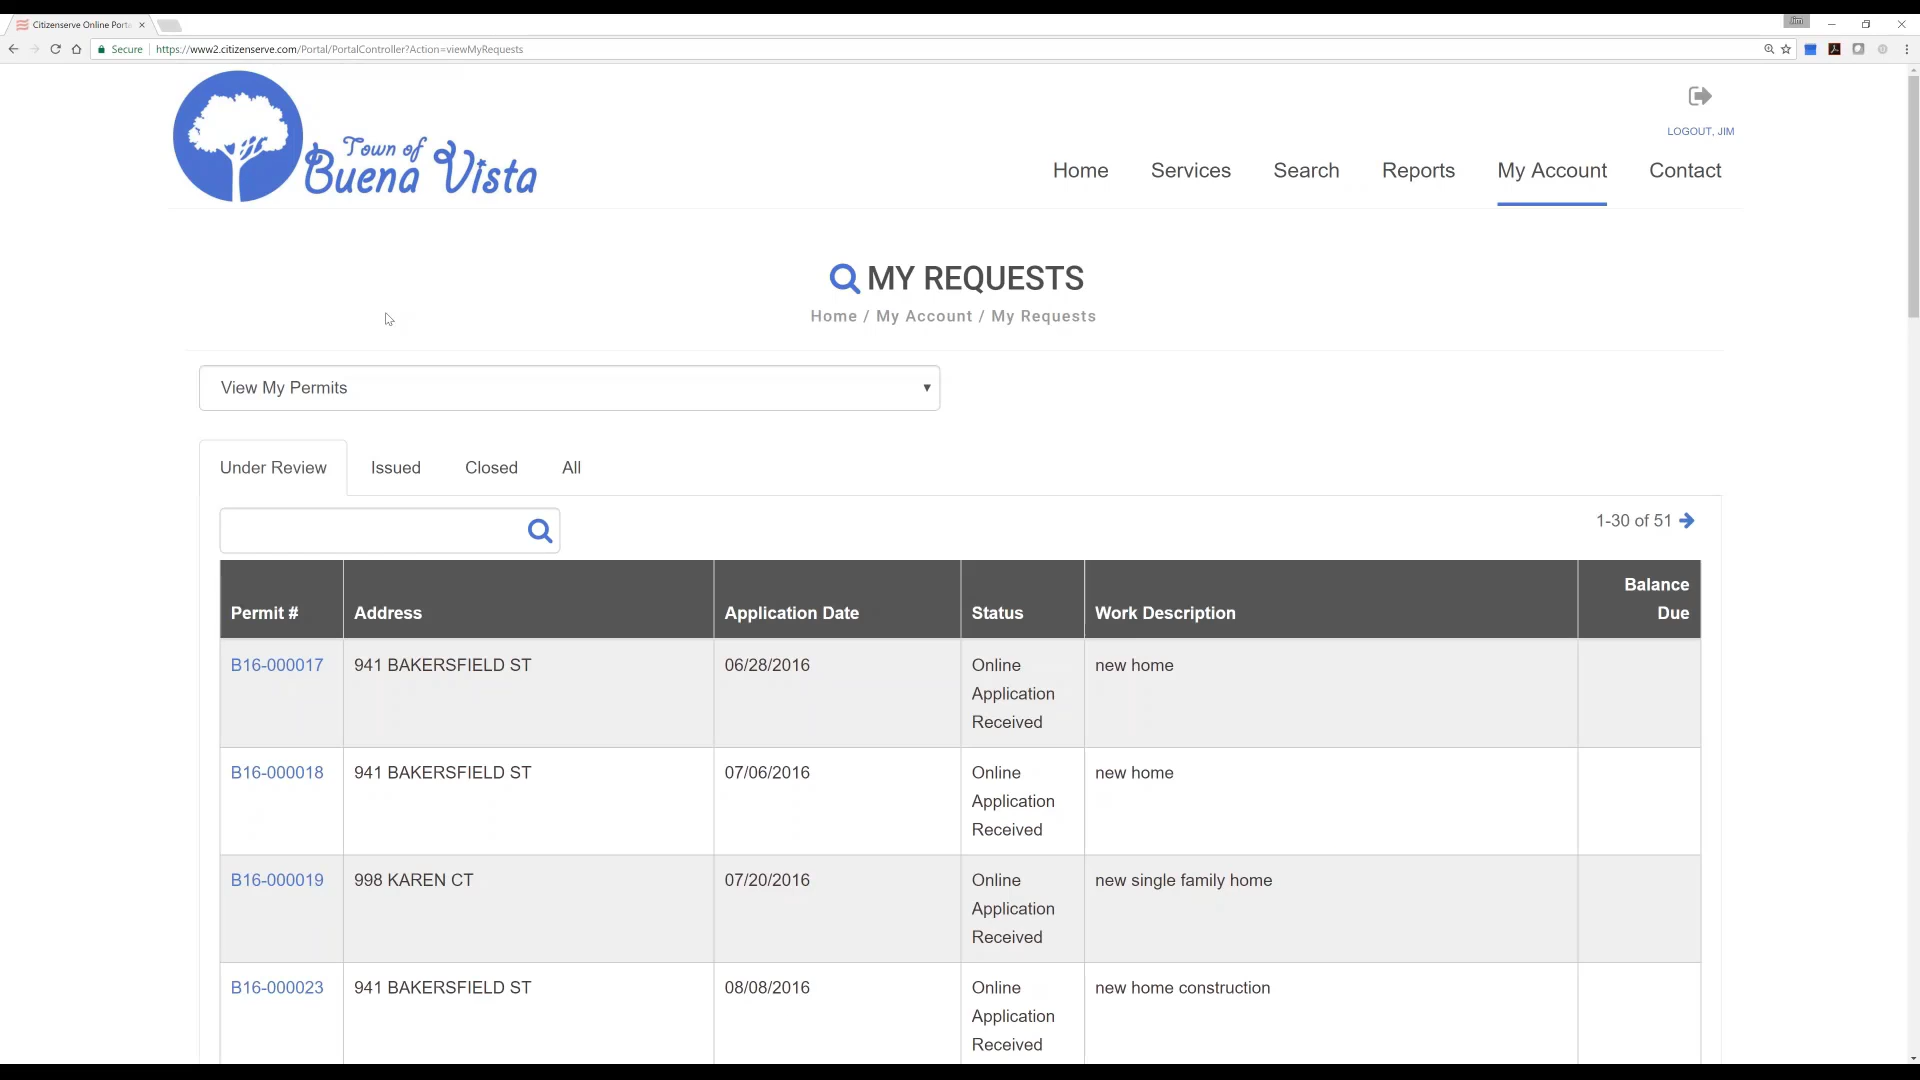 Citizenserve Online Porta
Jim
Secure https://www2.citizenserve.com/Portal/PortalController?Action=viewMyRequests
Town of
Buena Vista
LOGOUT, JIM
Home Services Search Reports My Account Contact
MY REQUESTS
Home / My Account / My Requests
View My Permits
Under Review Issued Closed All
1-30 of 51
Balance
Permit # Address Application Date Status Work Description Due
B16-000017 941 BAKERSFIELD ST 06/28/2016 Online new home
Application
Received
B16-000018 941 BAKERSFIELD ST 07/06/2016 Online new home
Application
Received
B16-000019 998 KAREN CT 07/20/2016 Online new single family home
Application
Received
B16-000023 941 BAKERSFIELD ST 08/08/2016 Online new home construction
Application
Received